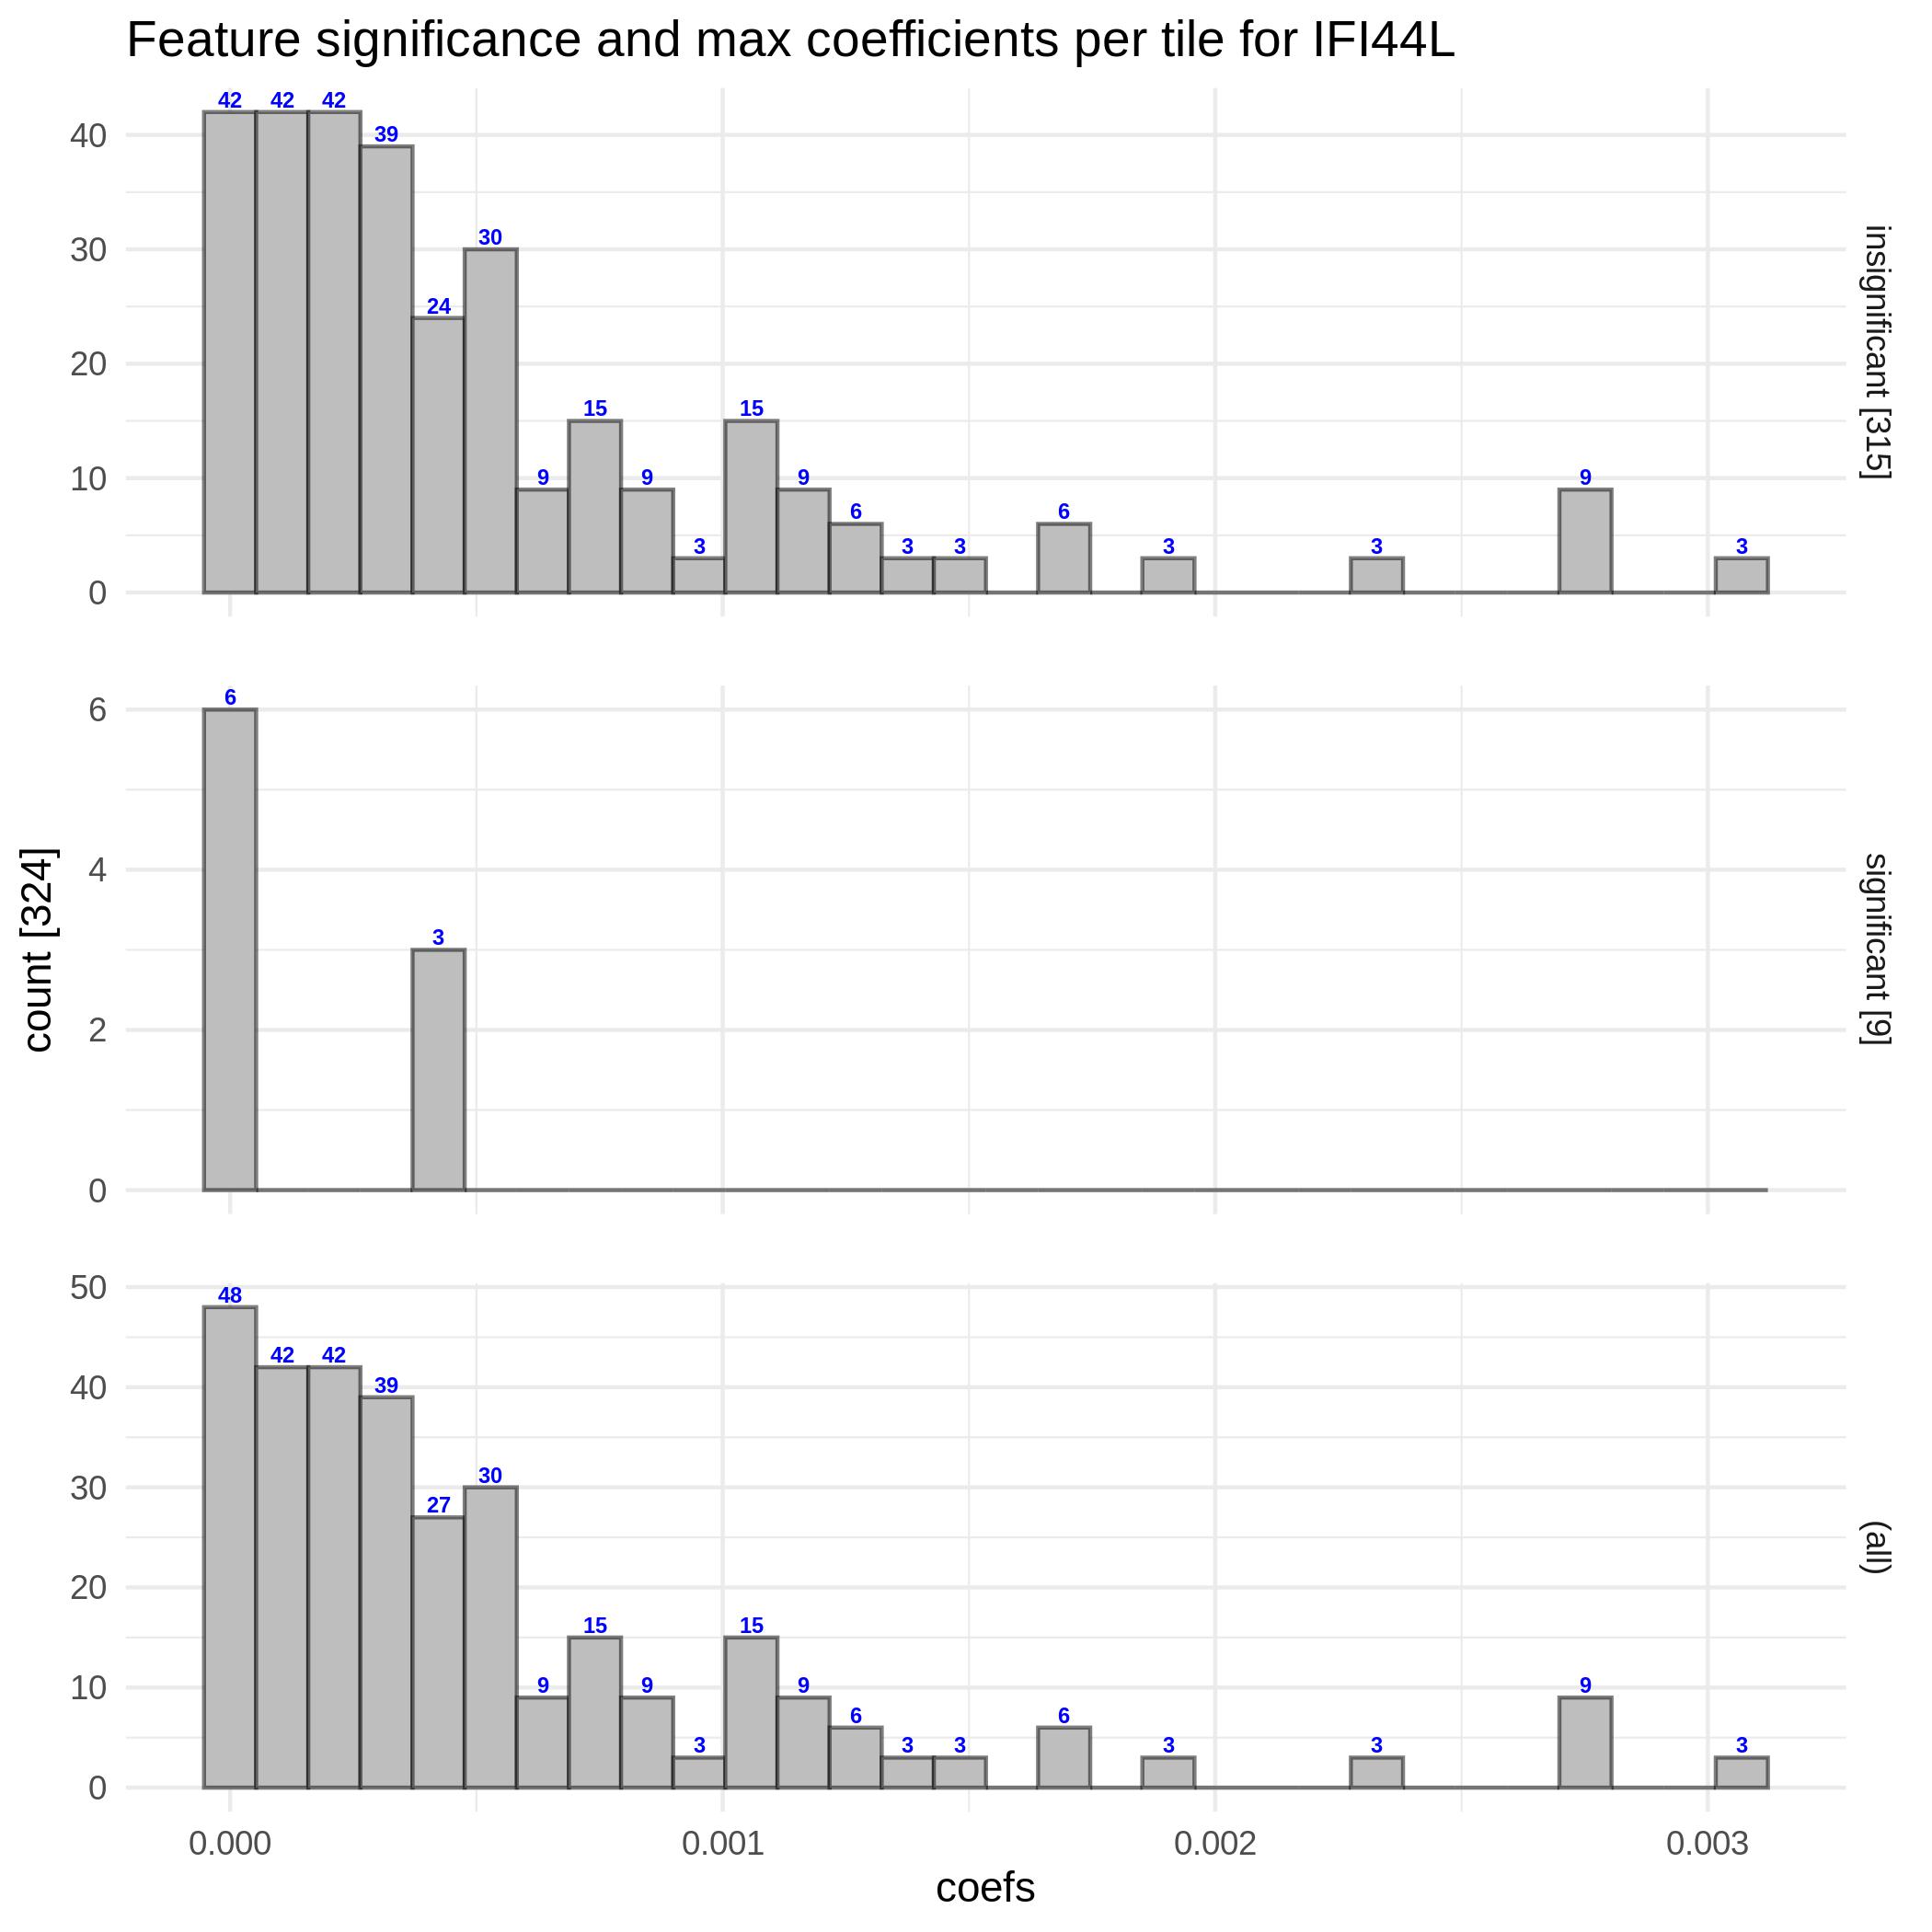 Feature significance and max coefficients per tile for IFI44L
42 42 42 39 24 30 9 15 9 3 15 9 6 3 3 6 3 3 9 3
40
30
20
10
0
insignificant [315]
6 3
6
4
2
0
significant [9]
count [324]
48 42 42 39 27 30 9 15 9 3 15 9 6 3 3 6 3 3 9 3
50
40
30
20
10
0
(all)
0.000 0.001 0.002 0.003
coefs